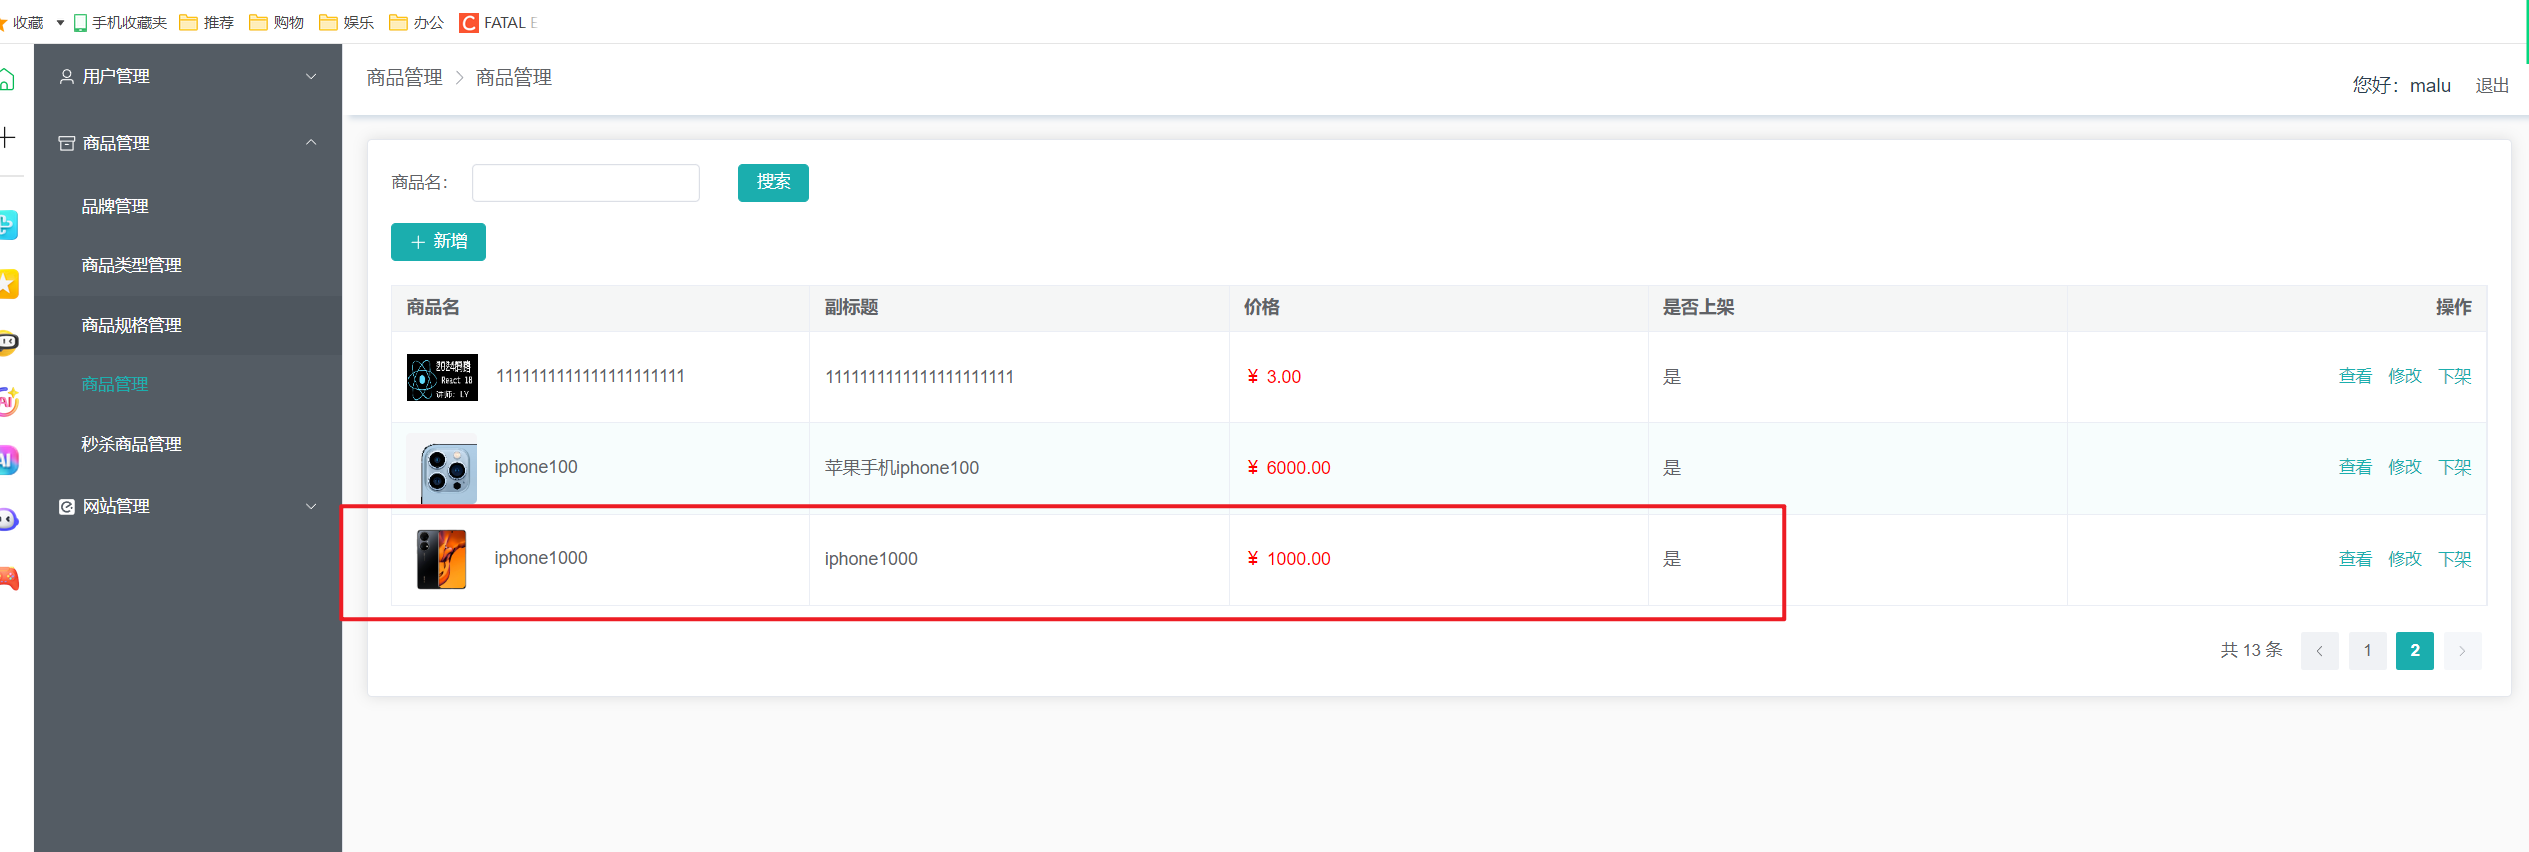 收藏 手机收藏夹 推荐 购物 娱乐 办公 FATAL E
用户管理
商品管理
品牌管理
商品类型管理
商品规格管理
商品管理
秒杀商品管理
网站管理
商品管理 > 商品管理
您好：malu 退出
商品名： 搜索
+ 新增
商品名 副标题 价格 是否上架 操作
2024 React 18 讲师：LY 1111111111111111111111 1111111111111111111111 ¥ 3.00 是 查看 修改 下架
iphone100 苹果手机iphone100 ¥ 6000.00 是 查看 修改 下架
iphone1000 iphone1000 ¥ 1000.00 是 查看 修改 下架
共 13 条 < 1 2 >